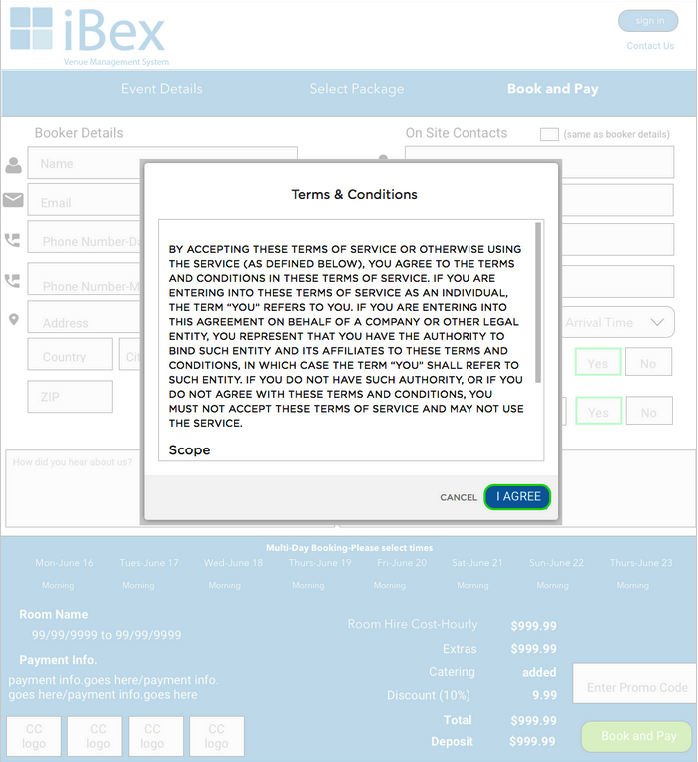 iBex
Venue Management System
sign in
Contact Us
Event Details
Select Package
Book and Pay
Booker Details
On Site Contacts
(same as booker details)
Name
Email
Phone Number-Da
Phone Number-M
Address
Arrival Time
Country
Cit
Yes
No
ZIP
Yes
No
How did you hear about us?
Terms & Conditions
BY ACCEPTING THESE TERMS OF SERVICE OR OTHERWISE USING
THE SERVICE (AS DEFINED BELOW), YOU AGREE TO THE TERMS
AND CONDITIONS IN THESE TERMS OF SERVICE. IF YOU ARE
ENTERING INTO THESE TERMS OF SERVICE AS AN INDIVIDUAL,
THE TERM “YOU” REFERS TO YOU. IF YOU ARE ENTERING INTO
THIS AGREEMENT ON BEHALF OF A COMPANY OR OTHER LEGAL
ENTITY, YOU REPRESENT THAT YOU HAVE THE AUTHORITY TO
BIND SUCH ENTITY AND ITS AFFILIATES TO THESE TERMS AND
CONDITIONS, IN WHICH CASE THE TERM “YOU” SHALL REFER TO
SUCH ENTITY. IF YOU DO NOT HAVE SUCH AUTHORITY, OR IF YOU
DO NOT AGREE WITH THESE TERMS AND CONDITIONS, YOU
MUST NOT ACCEPT THESE TERMS OF SERVICE AND MAY NOT USE
THE SERVICE.
Scope
CANCEL
I AGREE
Multi-Day Booking-Please select times
Mon-June 16
Tues-June 17
Wed-June 18
Thurs-June 19
Fri-June 20
Sat-June 21
Sun-June 22
Thurs-June 23
Morning
Morning
Morning
Morning
Morning
Morning
Morning
Morning
Room Name
99/99/9999 to 99/99/9999
Payment Info.
payment info.goes here/payment info.
goes here/payment info.goes here
CC
logo
CC
logo
CC
logo
CC
logo
Room Hire Cost-Hourly
$999.99
Extras
$999.99
Catering
added
Discount (10%)
9.99
Total
$999.99
Deposit
$999.99
Enter Promo Code
Book and Pay